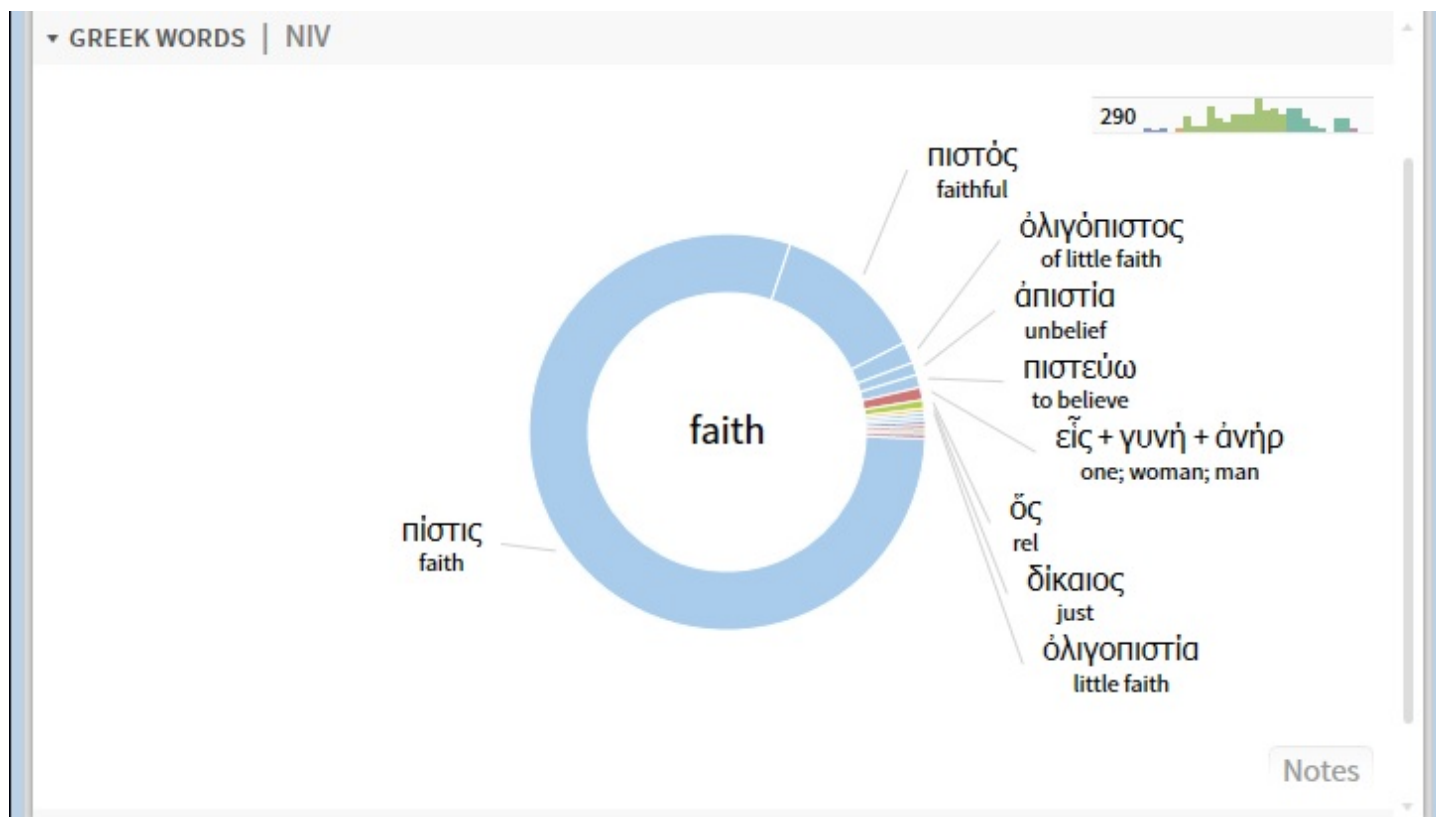 GREEK WORDS | NIV
290
πιστός
faithful
ὀλιγόπιστος
of little faith
ἀπιστία
unbelief
πιστεύω
to believe
εἷς + γυνή + ἀνήρ
one; woman; man
faith
ὅς
rel
πίστις
faith
δίκαιος
just
ὀλιγοπιστία
little faith
Notes